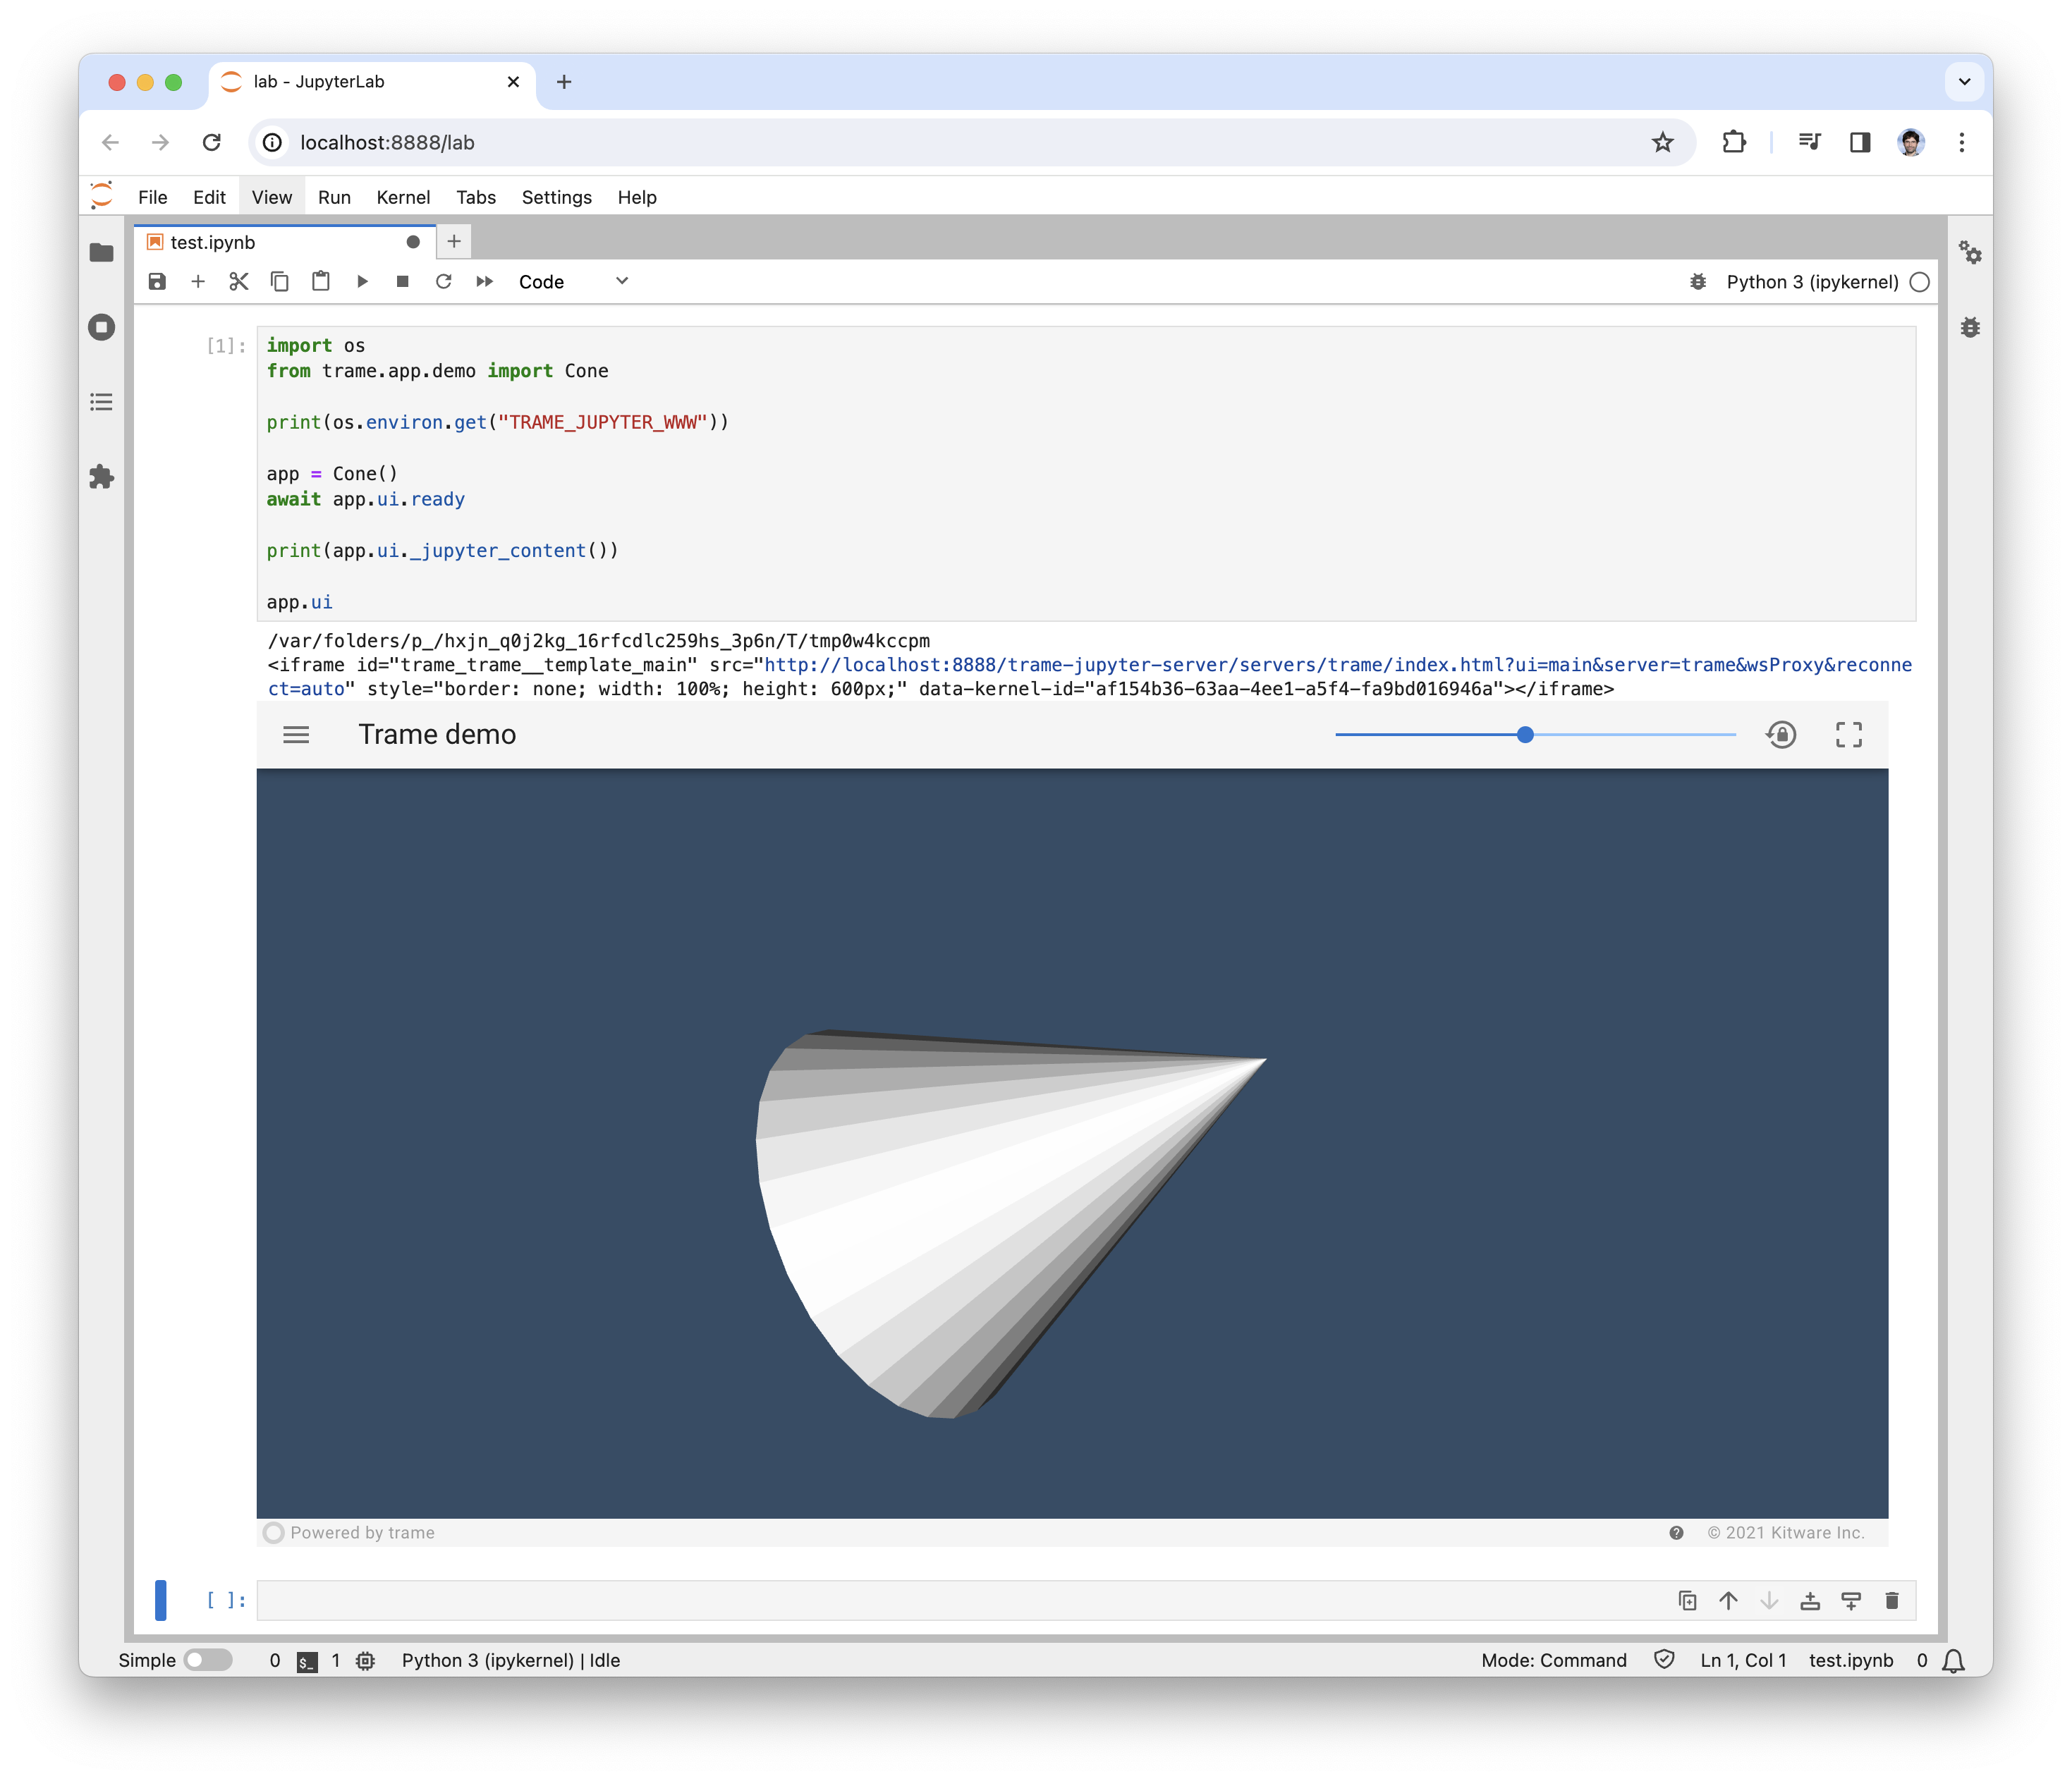 lab - JupyterLab
localhost:8888/lab
File Edit View Run Kernel Tabs Settings Help
test.ipynb
Code
Python 3 (ipykernel)
[1]:
import os
from trame.app.demo import Cone
print(os.environ.get("TRAME_JUPYTER_WWW"))
app = Cone()
await app.ui.ready
print(app.ui._jupyter_content())
app.ui
/var/folders/p_/hxjn_q0j2kg_16rfcdlc259hs_3p6n/T/tmp0w4kccpm
<iframe id="trame_trame__template_main" src="http://localhost:8888/trame-jupyter-server/servers/trame/index.html?ui=main&server=trame&wsProxy&reconne
ct=auto" style="border: none; width: 100%; height: 600px;" data-kernel-id="af154b36-63aa-4ee1-a5f4-fa9bd016946a"></iframe>
Trame demo
Powered by trame
© 2021 Kitware Inc.
[ ]:
Simple 0 $_ 1 Python 3 (ipykernel) | Idle Mode: Command Ln 1, Col 1 test.ipynb 0